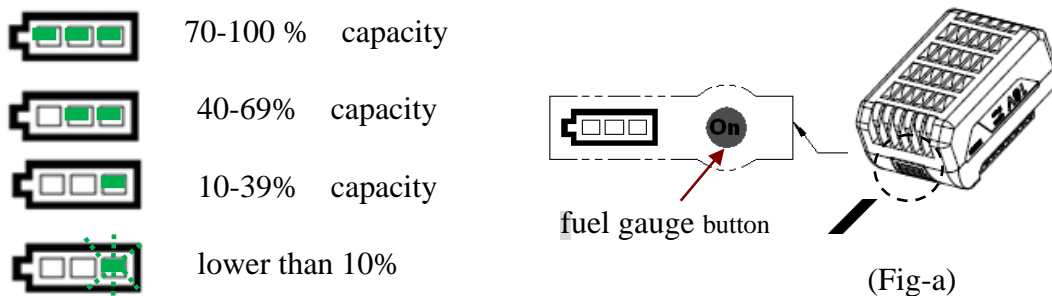 70-100 % capacity
40-69% capacity
10-39% capacity
lower than 10%
On
fuel gauge button
(Fig-a)